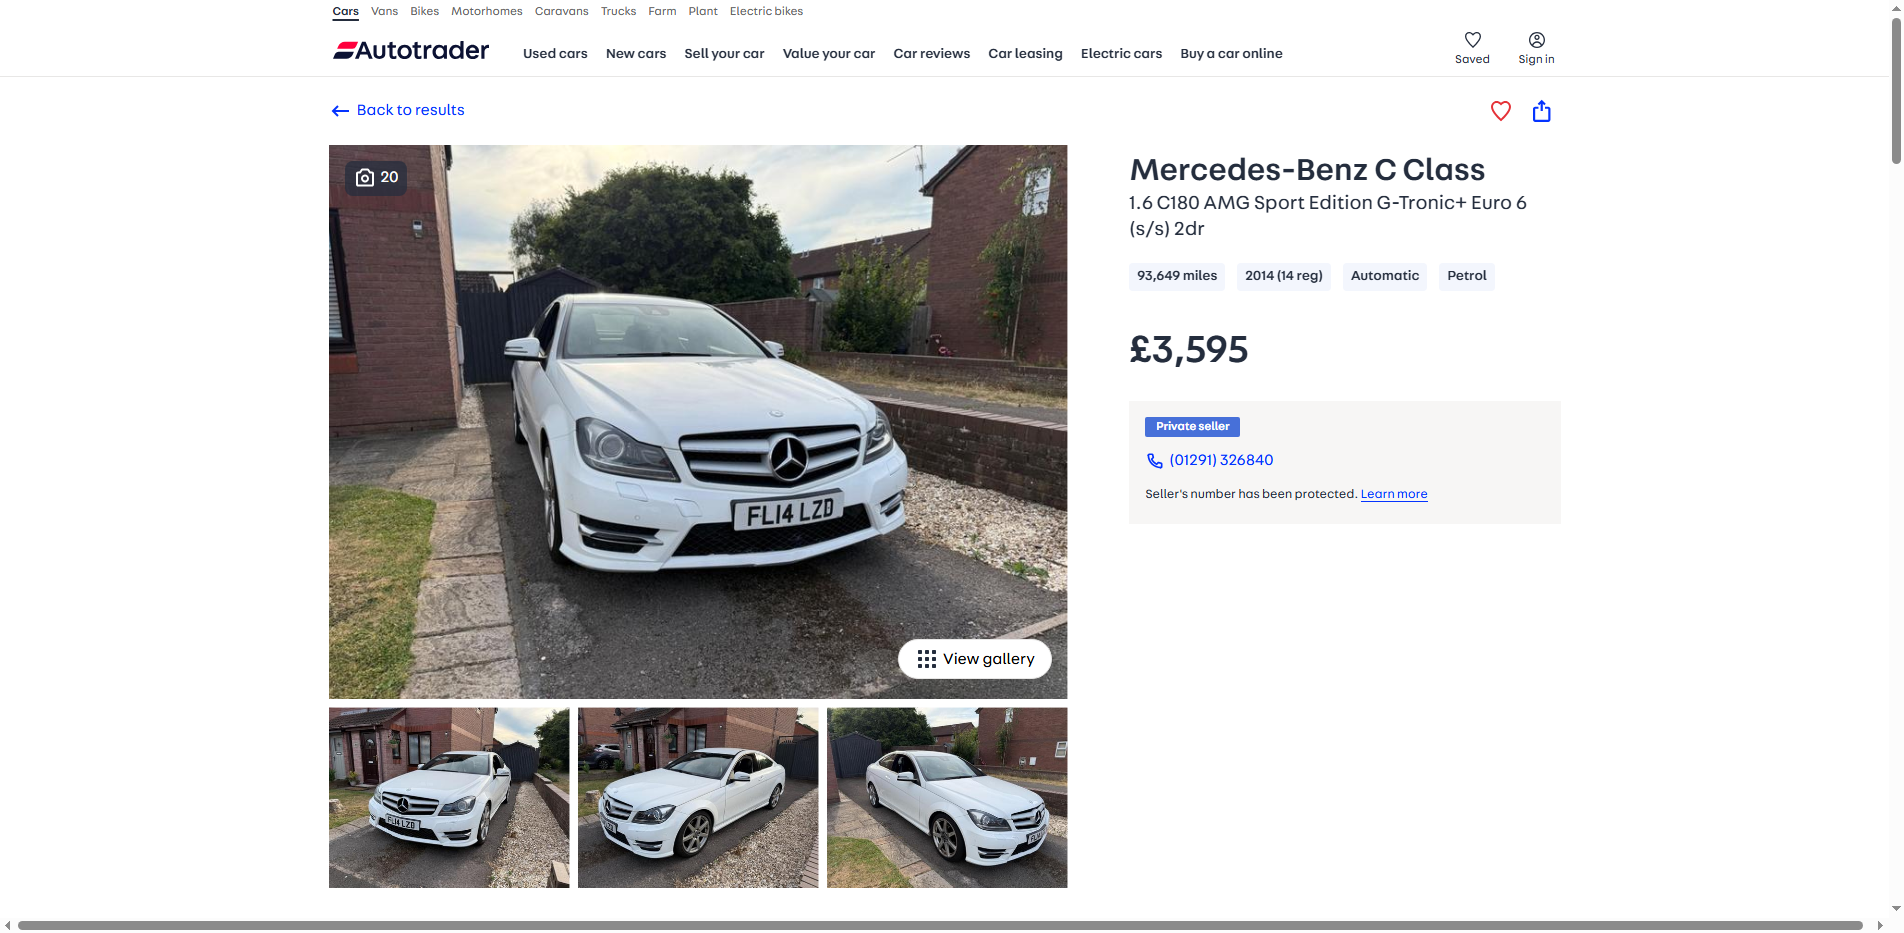 Cars Vans Bikes Motorhomes Caravans Trucks Farm Plant Electric bikes
Autotrader
Used cars New cars Sell your car Value your car Car reviews Car leasing Electric cars Buy a car online
Saved Sign in
Back to results
20
FL14 LZD
View gallery
FL14 LZD
Mercedes-Benz C Class
1.6 C180 AMG Sport Edition G-Tronic+ Euro 6
(s/s) 2dr
93,649 miles 2014 (14 reg) Automatic Petrol
£3,595
Private seller
(01291) 326840
Seller's number has been protected. Learn more